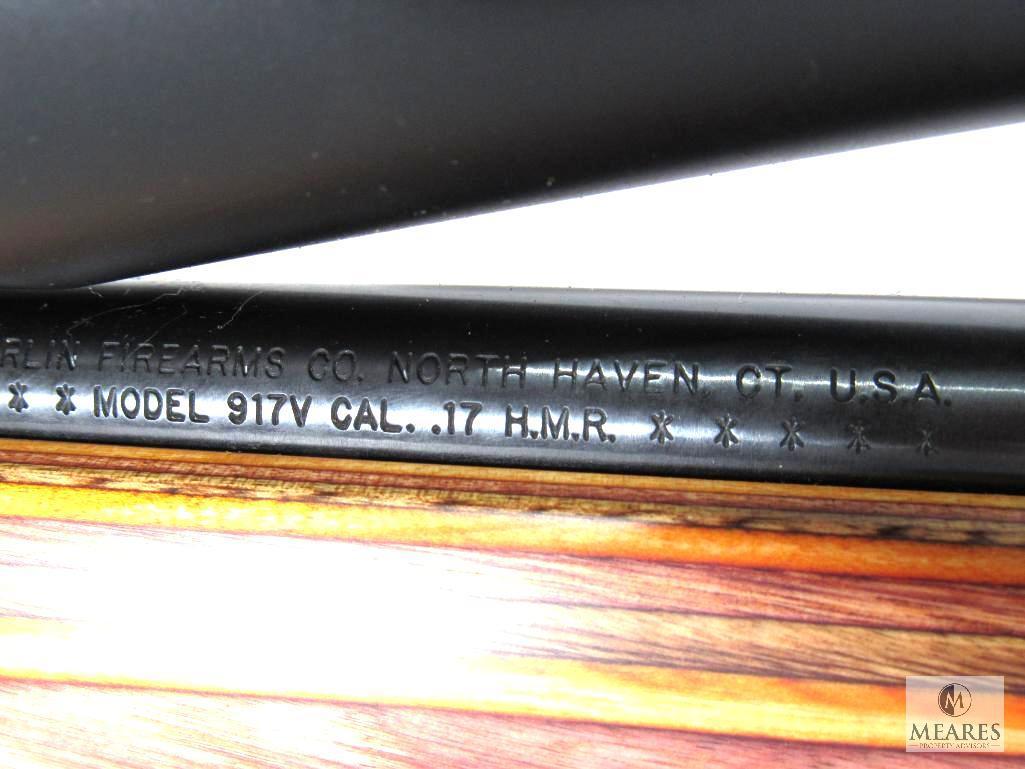 RLIN FIREARMS CO. NORTH HAVEN, CT. U.S.A.
* * MODEL 917V CAL. .17 H.M.R. * * * * *
M
MEARES
PROPERTY ADVISORS